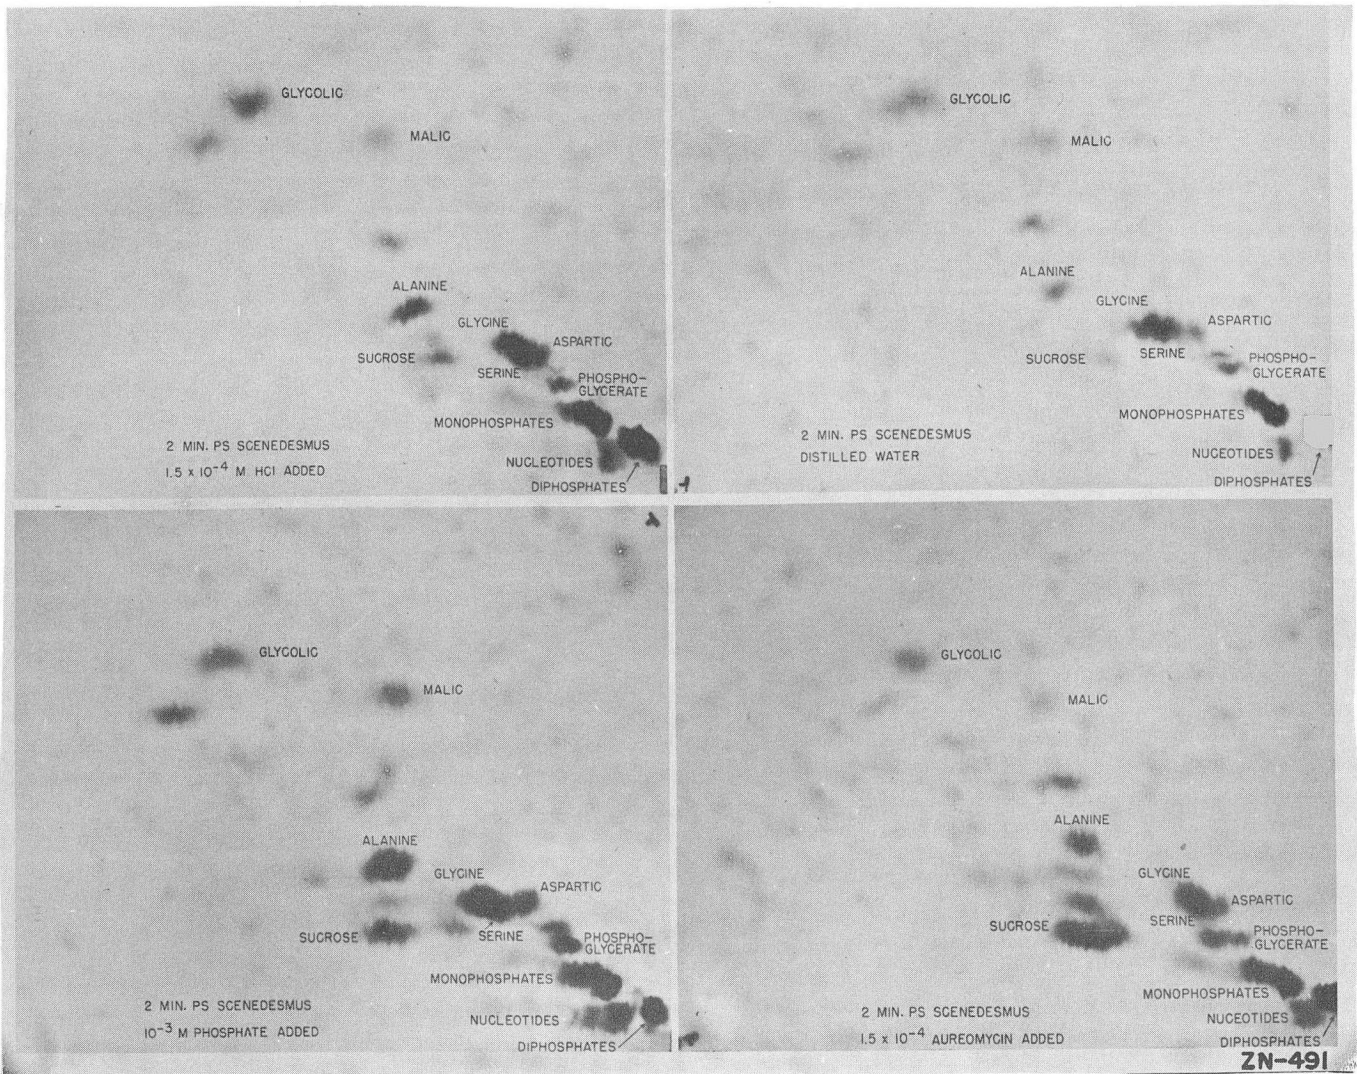 GLYCOLIC
MALIC
ALANINE
GLYCINE
ASPARTIC
SUCROSE
SERINE
PHOSPHO-
GLYCERATE
MONOPHOSPHATES
2 MIN. PS SCENEDESMUS
1.5 x 10⁻⁴ M HCl ADDED
NUCLEOTIDES
DIPHOSPHATES
GLYCOLIC
MALIC
ALANINE
GLYCINE
ASPARTIC
SUCROSE
SERINE
PHOSPHO-
GLYCERATE
MONOPHOSPHATES
2 MIN. PS SCENEDESMUS
DISTILLED WATER
NUCEOTIDES
DIPHOSPHATES
GLYCOLIC
MALIC
ALANINE
GLYCINE
ASPARTIC
SUCROSE
SERINE
PHOSPHO-
GLYCERATE
MONOPHOSPHATES
2 MIN. PS SCENEDESMUS
10⁻³ M PHOSPHATE ADDED
NUCLEOTIDES
DIPHOSPHATES
GLYCOLIC
MALIC
ALANINE
GLYCINE
ASPARTIC
SUCROSE
SERINE
PHOSPHO-
GLYCERATE
MONOPHOSPHATES
2 MIN. PS SCENEDESMUS
1.5 x 10⁻⁴ AUREOMYCIN ADDED
NUCEOTIDES
DIPHOSPHATES
ZN-491